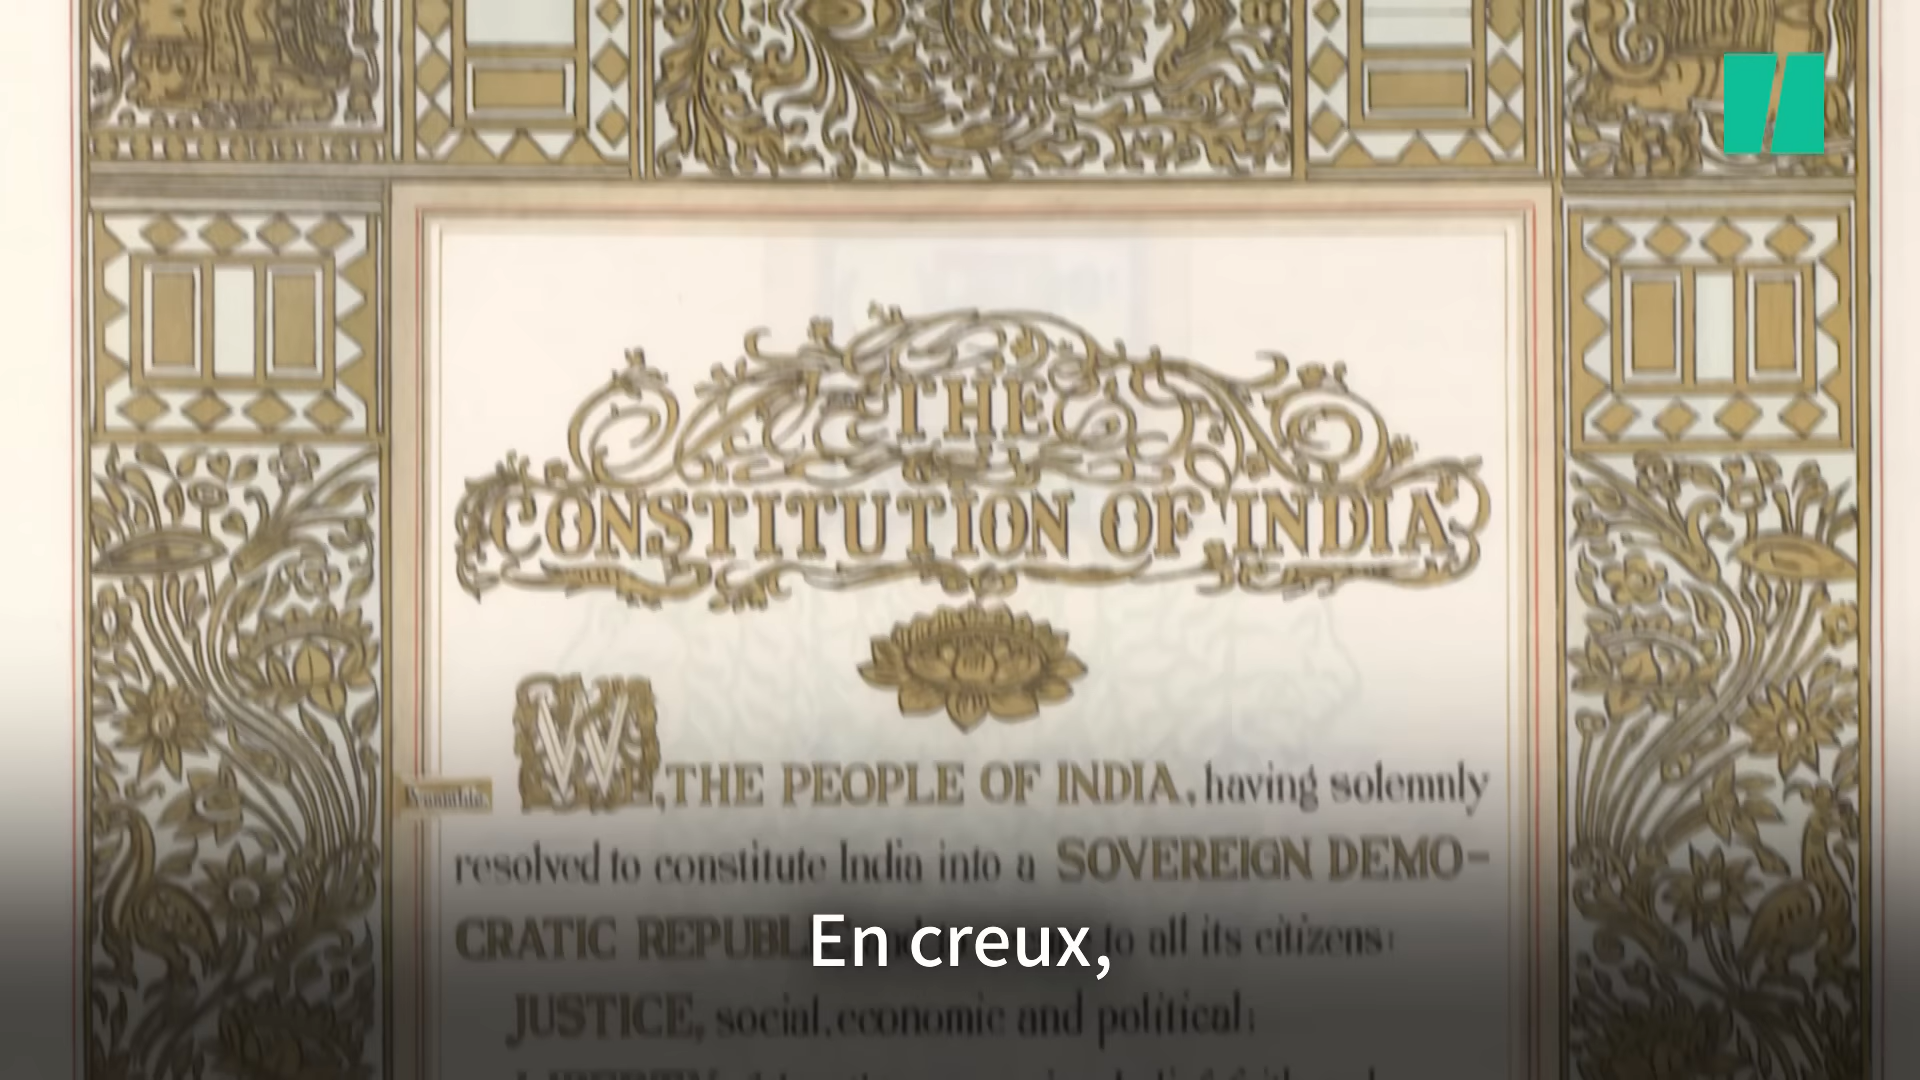 THE
CONSTITUTION OF INDIA
WE, THE PEOPLE OF INDIA, having solemnly
resolved to constitute India into a SOVEREIGN DEMO-
CRATIC REPUBL to all its citizens:
En creux,
JUSTICE, social, economic and political;